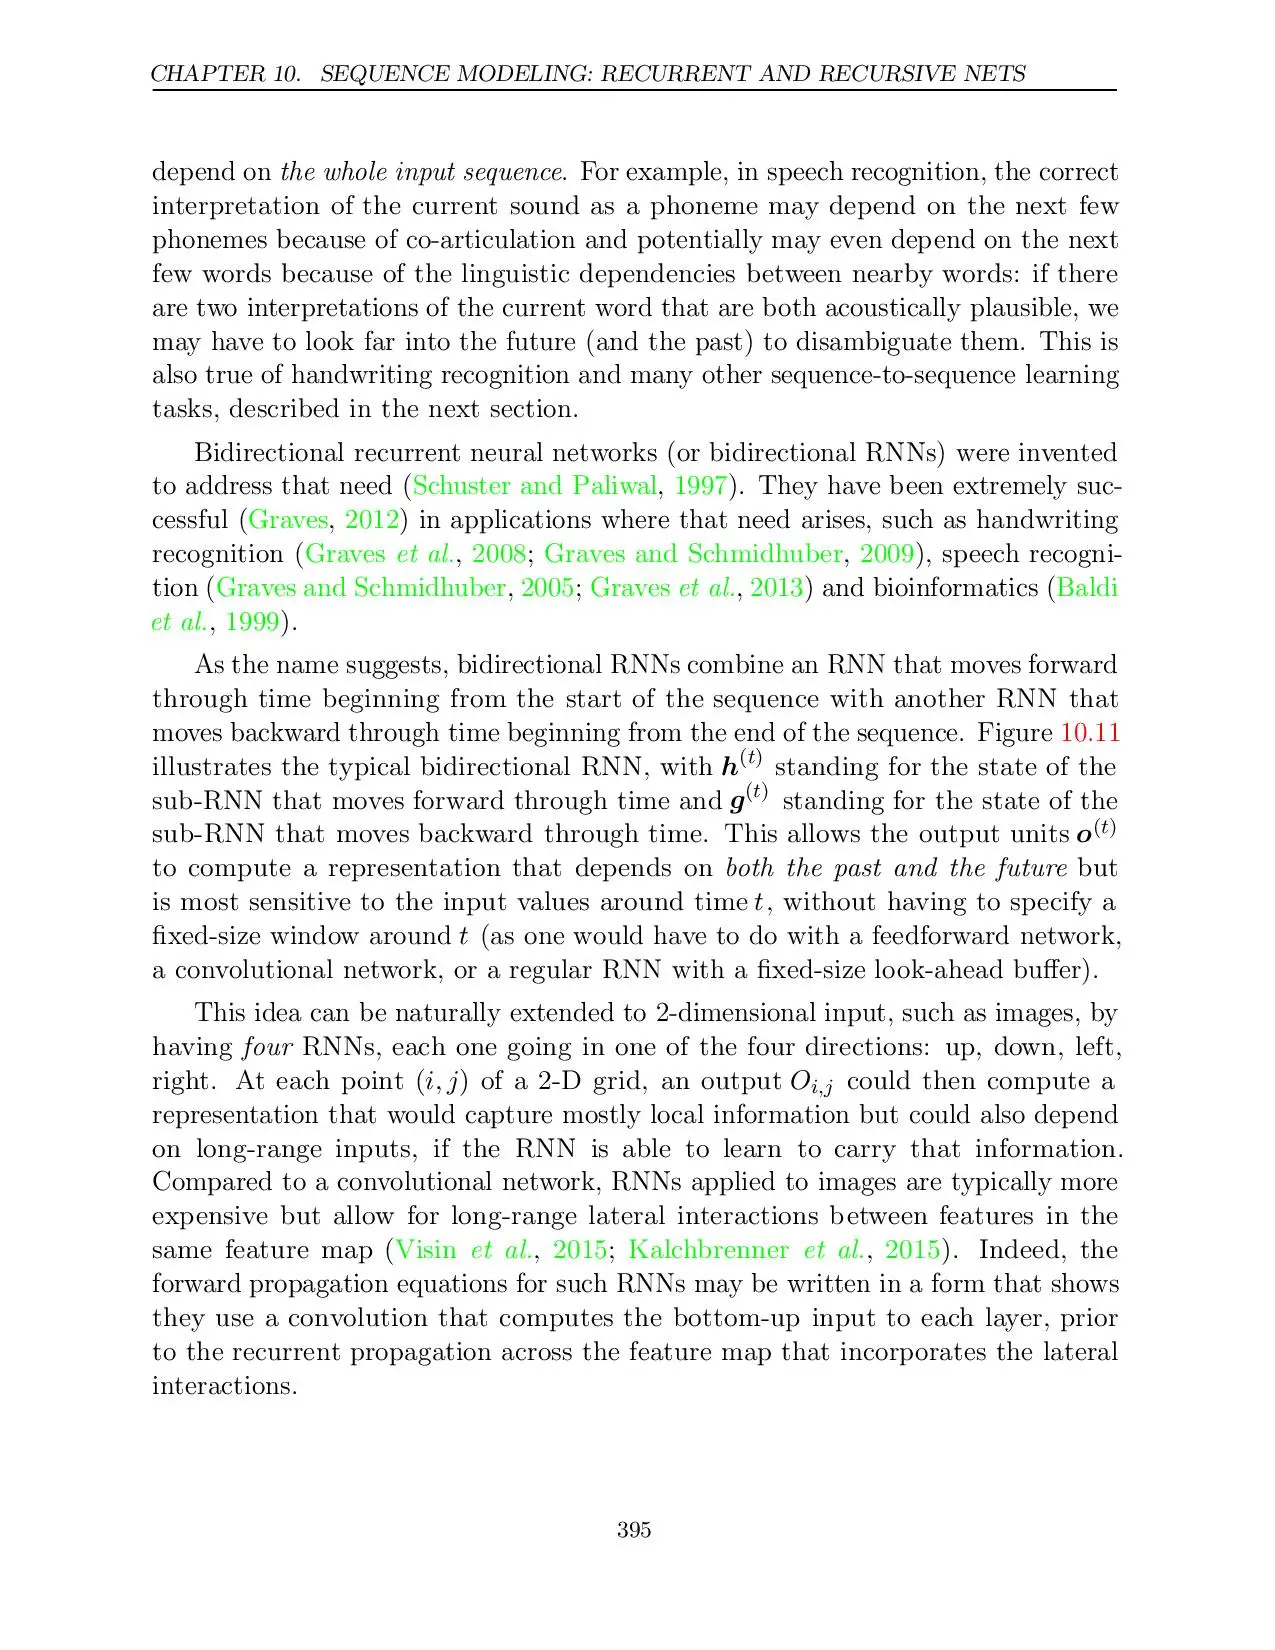 CHAPTER 10. SEQUENCE MODELING: RECURRENT AND RECURSIVE NETS
depend on the whole input sequence. For example, in speech recognition, the correct
interpretation of the current sound as a phoneme may depend on the next few
phonemes because of co-articulation and potentially may even depend on the next
few words because of the linguistic dependencies between nearby words: if there
are two interpretations of the current word that are both acoustically plausible, we
may have to look far into the future (and the past) to disambiguate them. This is
also true of handwriting recognition and many other sequence-to-sequence learning
tasks, described in the next section.
Bidirectional recurrent neural networks (or bidirectional RNNs) were invented
to address that need (Schuster and Paliwal, 1997). They have been extremely suc-
cessful (Graves, 2012) in applications where that need arises, such as handwriting
recognition (Graves et al., 2008; Graves and Schmidhuber, 2009), speech recogni-
tion (Graves and Schmidhuber, 2005; Graves et al., 2013) and bioinformatics (Baldi
et al., 1999).
As the name suggests, bidirectional RNNs combine an RNN that moves forward
through time beginning from the start of the sequence with another RNN that
moves backward through time beginning from the end of the sequence. Figure 10.11
illustrates the typical bidirectional RNN, with h^(t) standing for the state of the
sub-RNN that moves forward through time and g^(t) standing for the state of the
sub-RNN that moves backward through time. This allows the output units o^(t)
to compute a representation that depends on both the past and the future but
is most sensitive to the input values around time t, without having to specify a
fixed-size window around t (as one would have to do with a feedforward network,
a convolutional network, or a regular RNN with a fixed-size look-ahead buffer).
This idea can be naturally extended to 2-dimensional input, such as images, by
having four RNNs, each one going in one of the four directions: up, down, left,
right. At each point (i, j) of a 2-D grid, an output O_i,j could then compute a
representation that would capture mostly local information but could also depend
on long-range inputs, if the RNN is able to learn to carry that information.
Compared to a convolutional network, RNNs applied to images are typically more
expensive but allow for long-range lateral interactions between features in the
same feature map (Visin et al., 2015; Kalchbrenner et al., 2015). Indeed, the
forward propagation equations for such RNNs may be written in a form that shows
they use a convolution that computes the bottom-up input to each layer, prior
to the recurrent propagation across the feature map that incorporates the lateral
interactions.
395